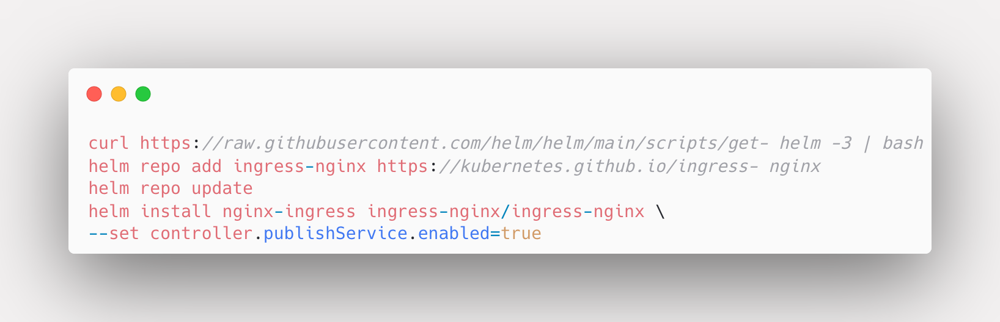 curl https://raw.githubusercontent.com/helm/helm/main/scripts/get- helm -3 | bash
helm repo add ingress-nginx https://kubernetes.github.io/ingress- nginx
helm repo update
helm install nginx-ingress ingress-nginx/ingress-nginx \
--set controller.publishService.enabled=true